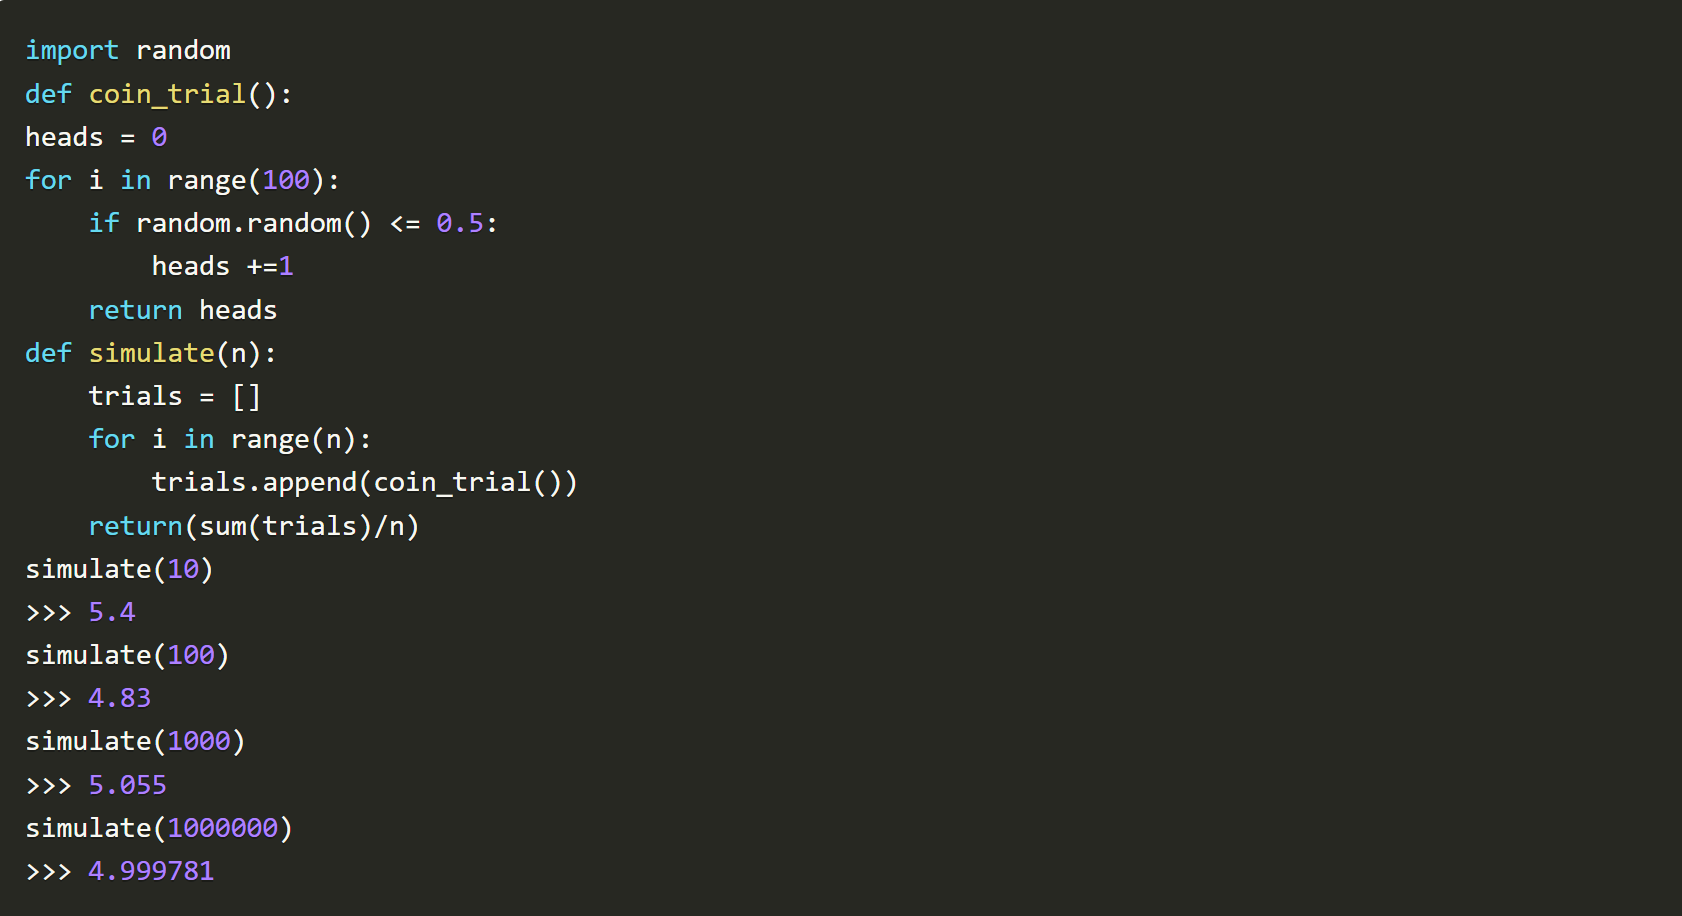 import random
def coin_trial():
heads = 0
for i in range(100):
    if random.random() <= 0.5:
        heads +=1
    return heads
def simulate(n):
    trials = []
    for i in range(n):
        trials.append(coin_trial())
    return(sum(trials)/n)
simulate(10)
>>> 5.4
simulate(100)
>>> 4.83
simulate(1000)
>>> 5.055
simulate(1000000)
>>> 4.999781